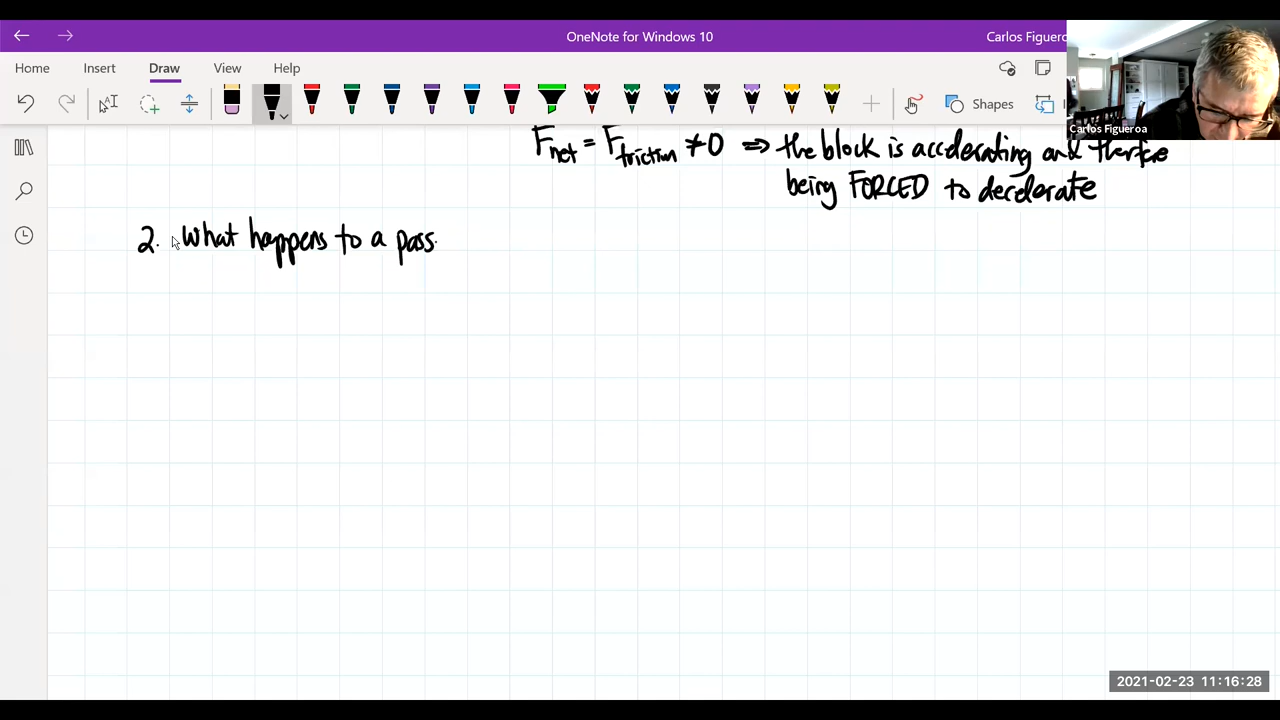 OneNote for Windows 10
Carlos Figuero
Home Insert Draw View Help
Shapes
Carlos Figueroa
Fnet = Ffriction ≠ 0 ⇒ the block is accelerating and therefore
being FORCED to decelerate
2. What happens to a pass
2021-02-23 11:16:28